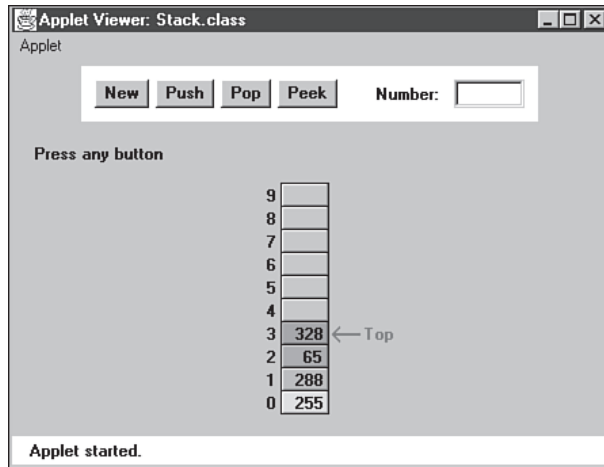 Applet Viewer: Stack.class
Applet
New Push Pop Peek Number:
Press any button
9
8
7
6
5
4
3 328 Top
2 65
1 288
0 255
Applet started.